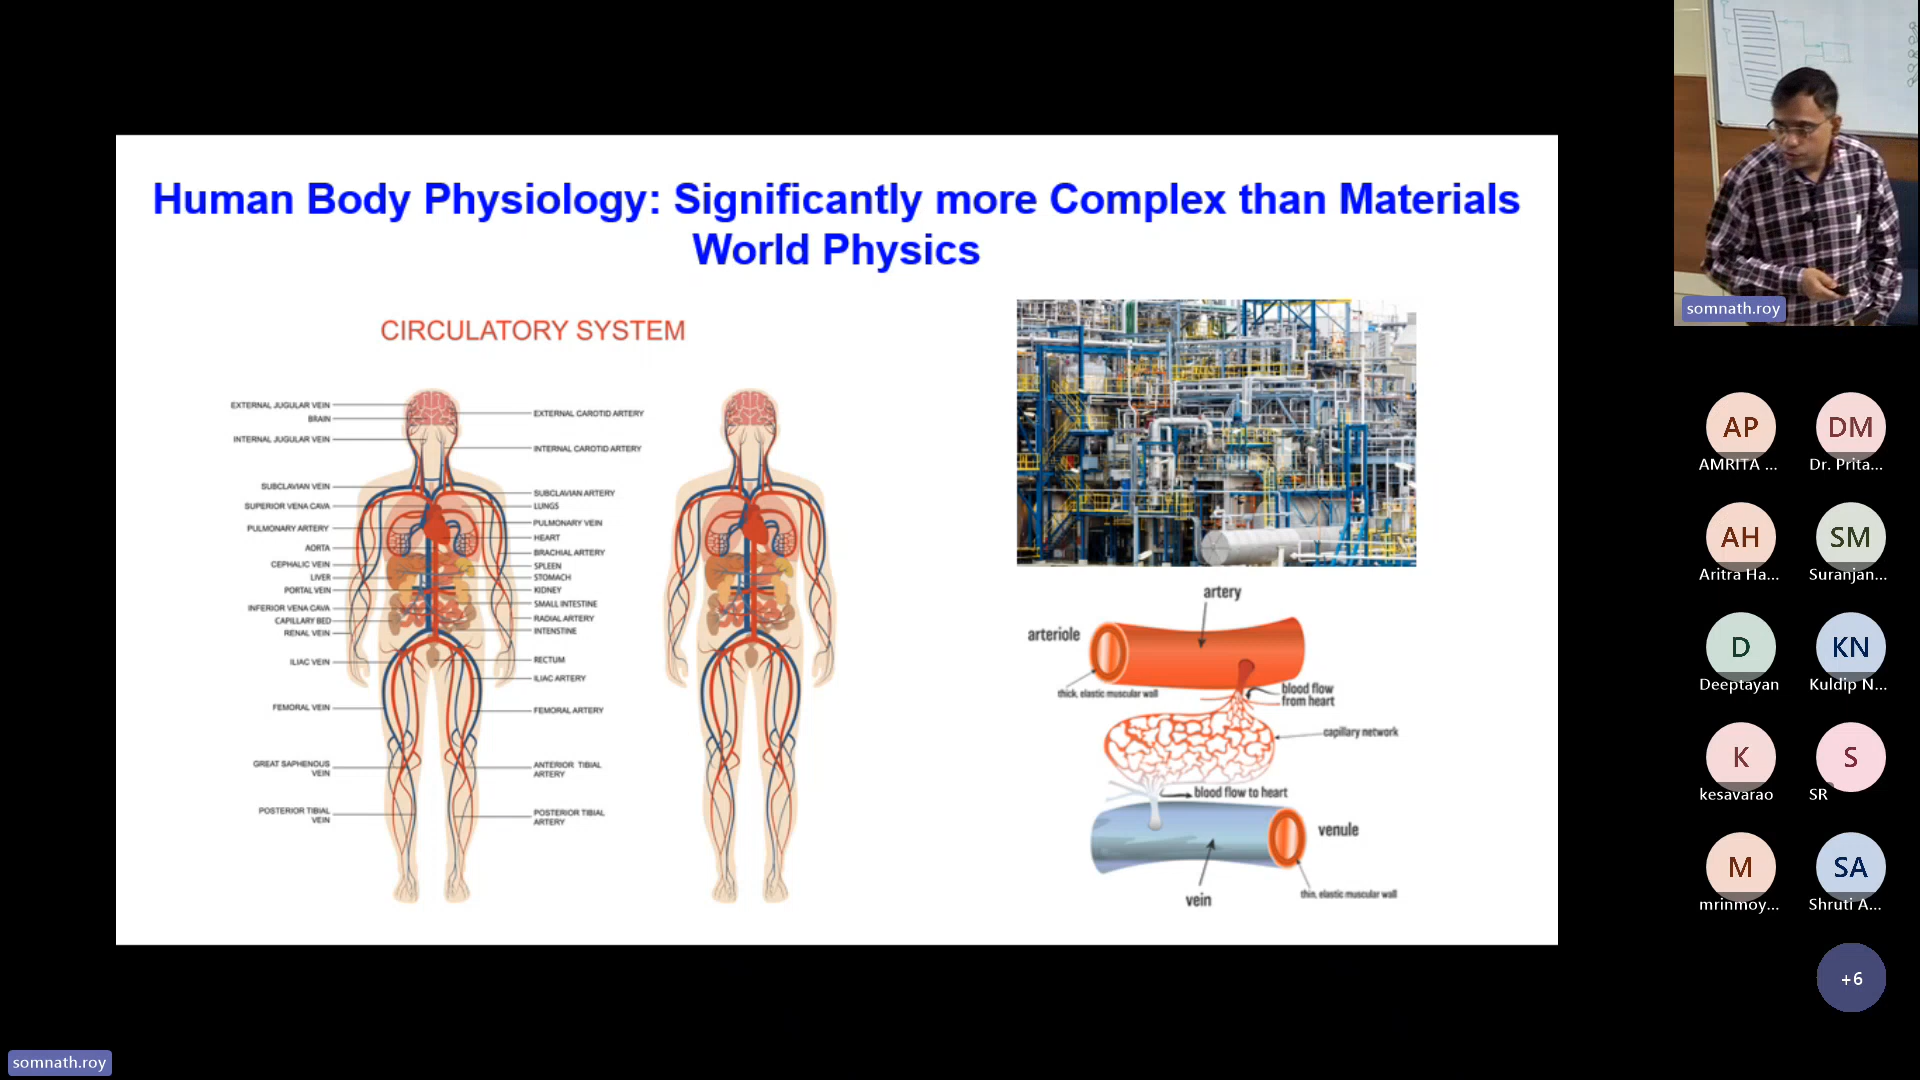 Human Body Physiology: Significantly more Complex than Materials
World Physics
CIRCULATORY SYSTEM
EXTERNAL JUGULAR VEIN
BRAIN
INTERNAL JUGULAR VEIN
SUBCLAVIAN VEIN
SUPERIOR VENA CAVA
PULMONARY ARTERY
AORTA
CEPHALIC VEIN
LIVER
PORTAL VEIN
INFERIOR VENA CAVA
CAPILLARY BED
RENAL VEIN
ILIAC VEIN
FEMORAL VEIN
GREAT SAPHENOUS
VEIN
POSTERIOR TIBIAL
VEIN
EXTERNAL CAROTID ARTERY
INTERNAL CAROTID ARTERY
SUBCLAVIAN ARTERY
LUNGS
PULMONARY VEIN
HEART
BRACHIAL ARTERY
SPLEEN
STOMACH
KIDNEY
SMALL INTESTINE
RADIAL ARTERY
INTENSTINE
RECTUM
ILIAC ARTERY
FEMORAL ARTERY
ANTERIOR TIBIAL
ARTERY
POSTERIOR TIBIAL
ARTERY
artery
arteriole
thick, elastic muscular wall
blood flow
from heart
capillary network
blood flow to heart
venule
vein
thin, elastic muscular wall
somnath.roy
AP
AMRITA ...
DM
Dr. Prita...
AH
Aritra Ha...
SM
Suranjan...
D
Deeptayan
KN
Kuldip N...
K
kesavarao
S
SR
M
mrinmoy...
SA
Shruti A...
+6
somnath.roy